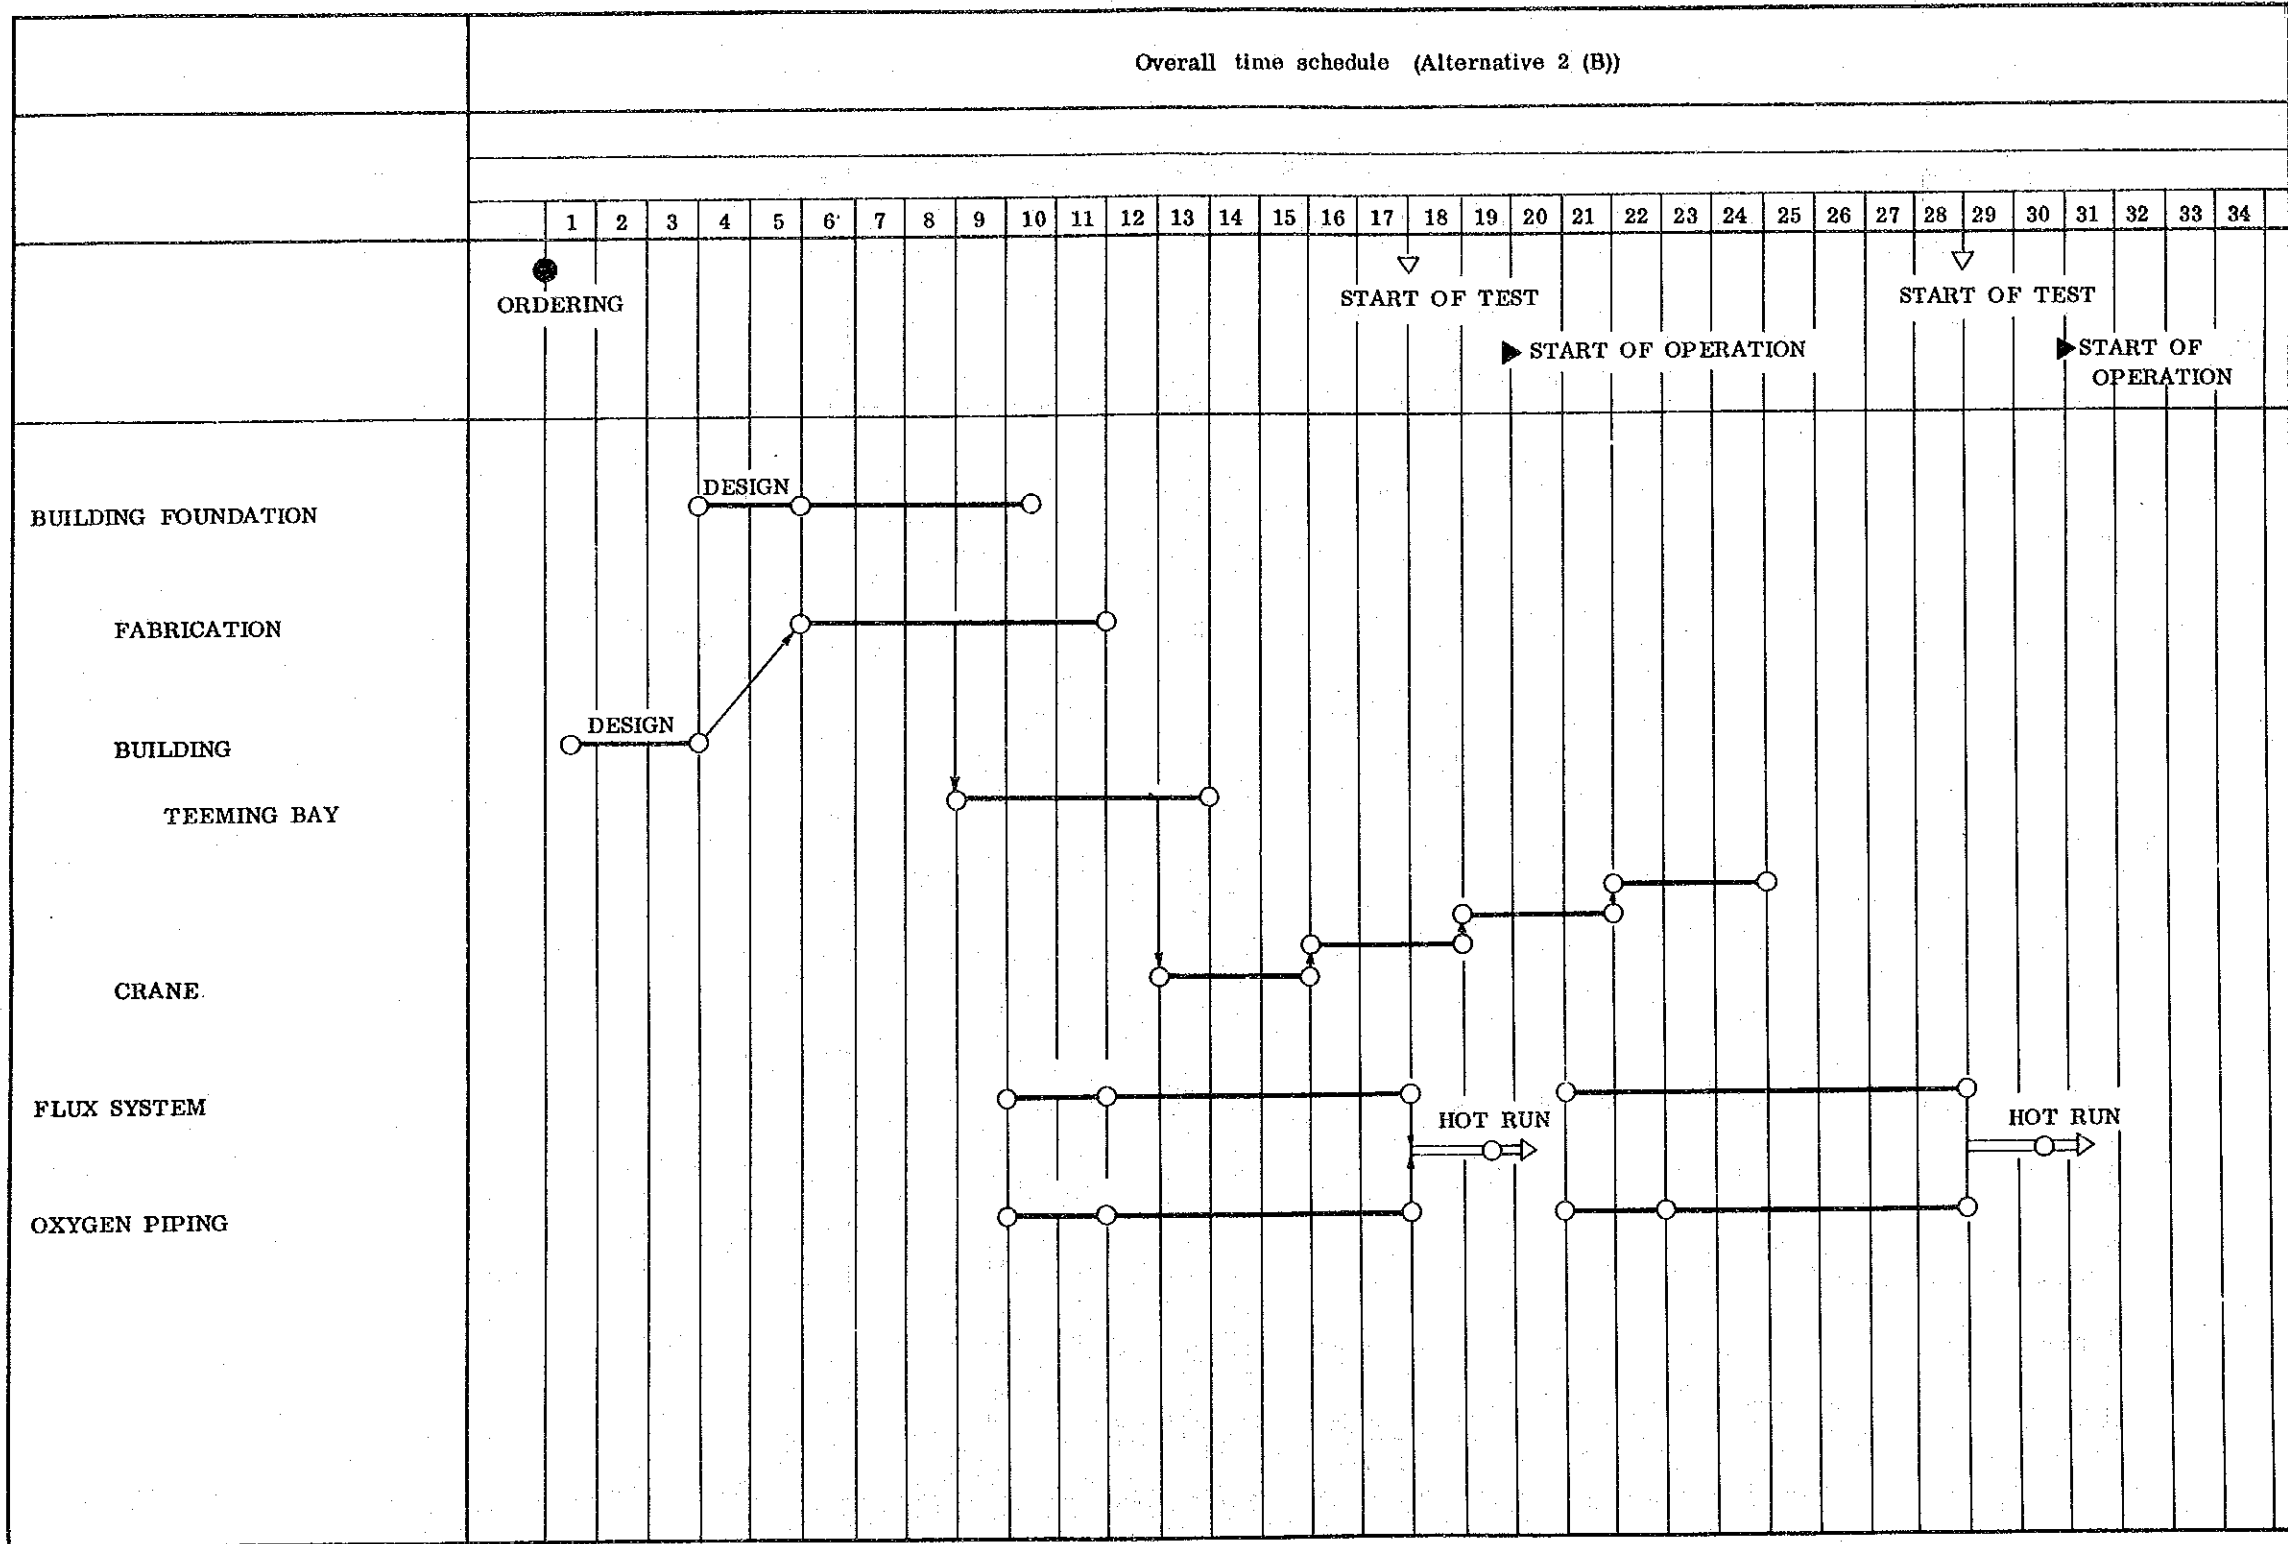 Overall time schedule (Alternative 2 (B))
1 2 3 4 5 6 7 8 9 10 11 12 13 14 15 16 17 18 19 20 21 22 23 24 25 26 27 28 29 30 31 32 33 34
ORDERING
START OF TEST
START OF TEST
START OF OPERATION
START OF
OPERATION
DESIGN
BUILDING FOUNDATION
FABRICATION
DESIGN
BUILDING
TEEMING BAY
CRANE
FLUX SYSTEM
HOT RUN
HOT RUN
OXYGEN PIPING